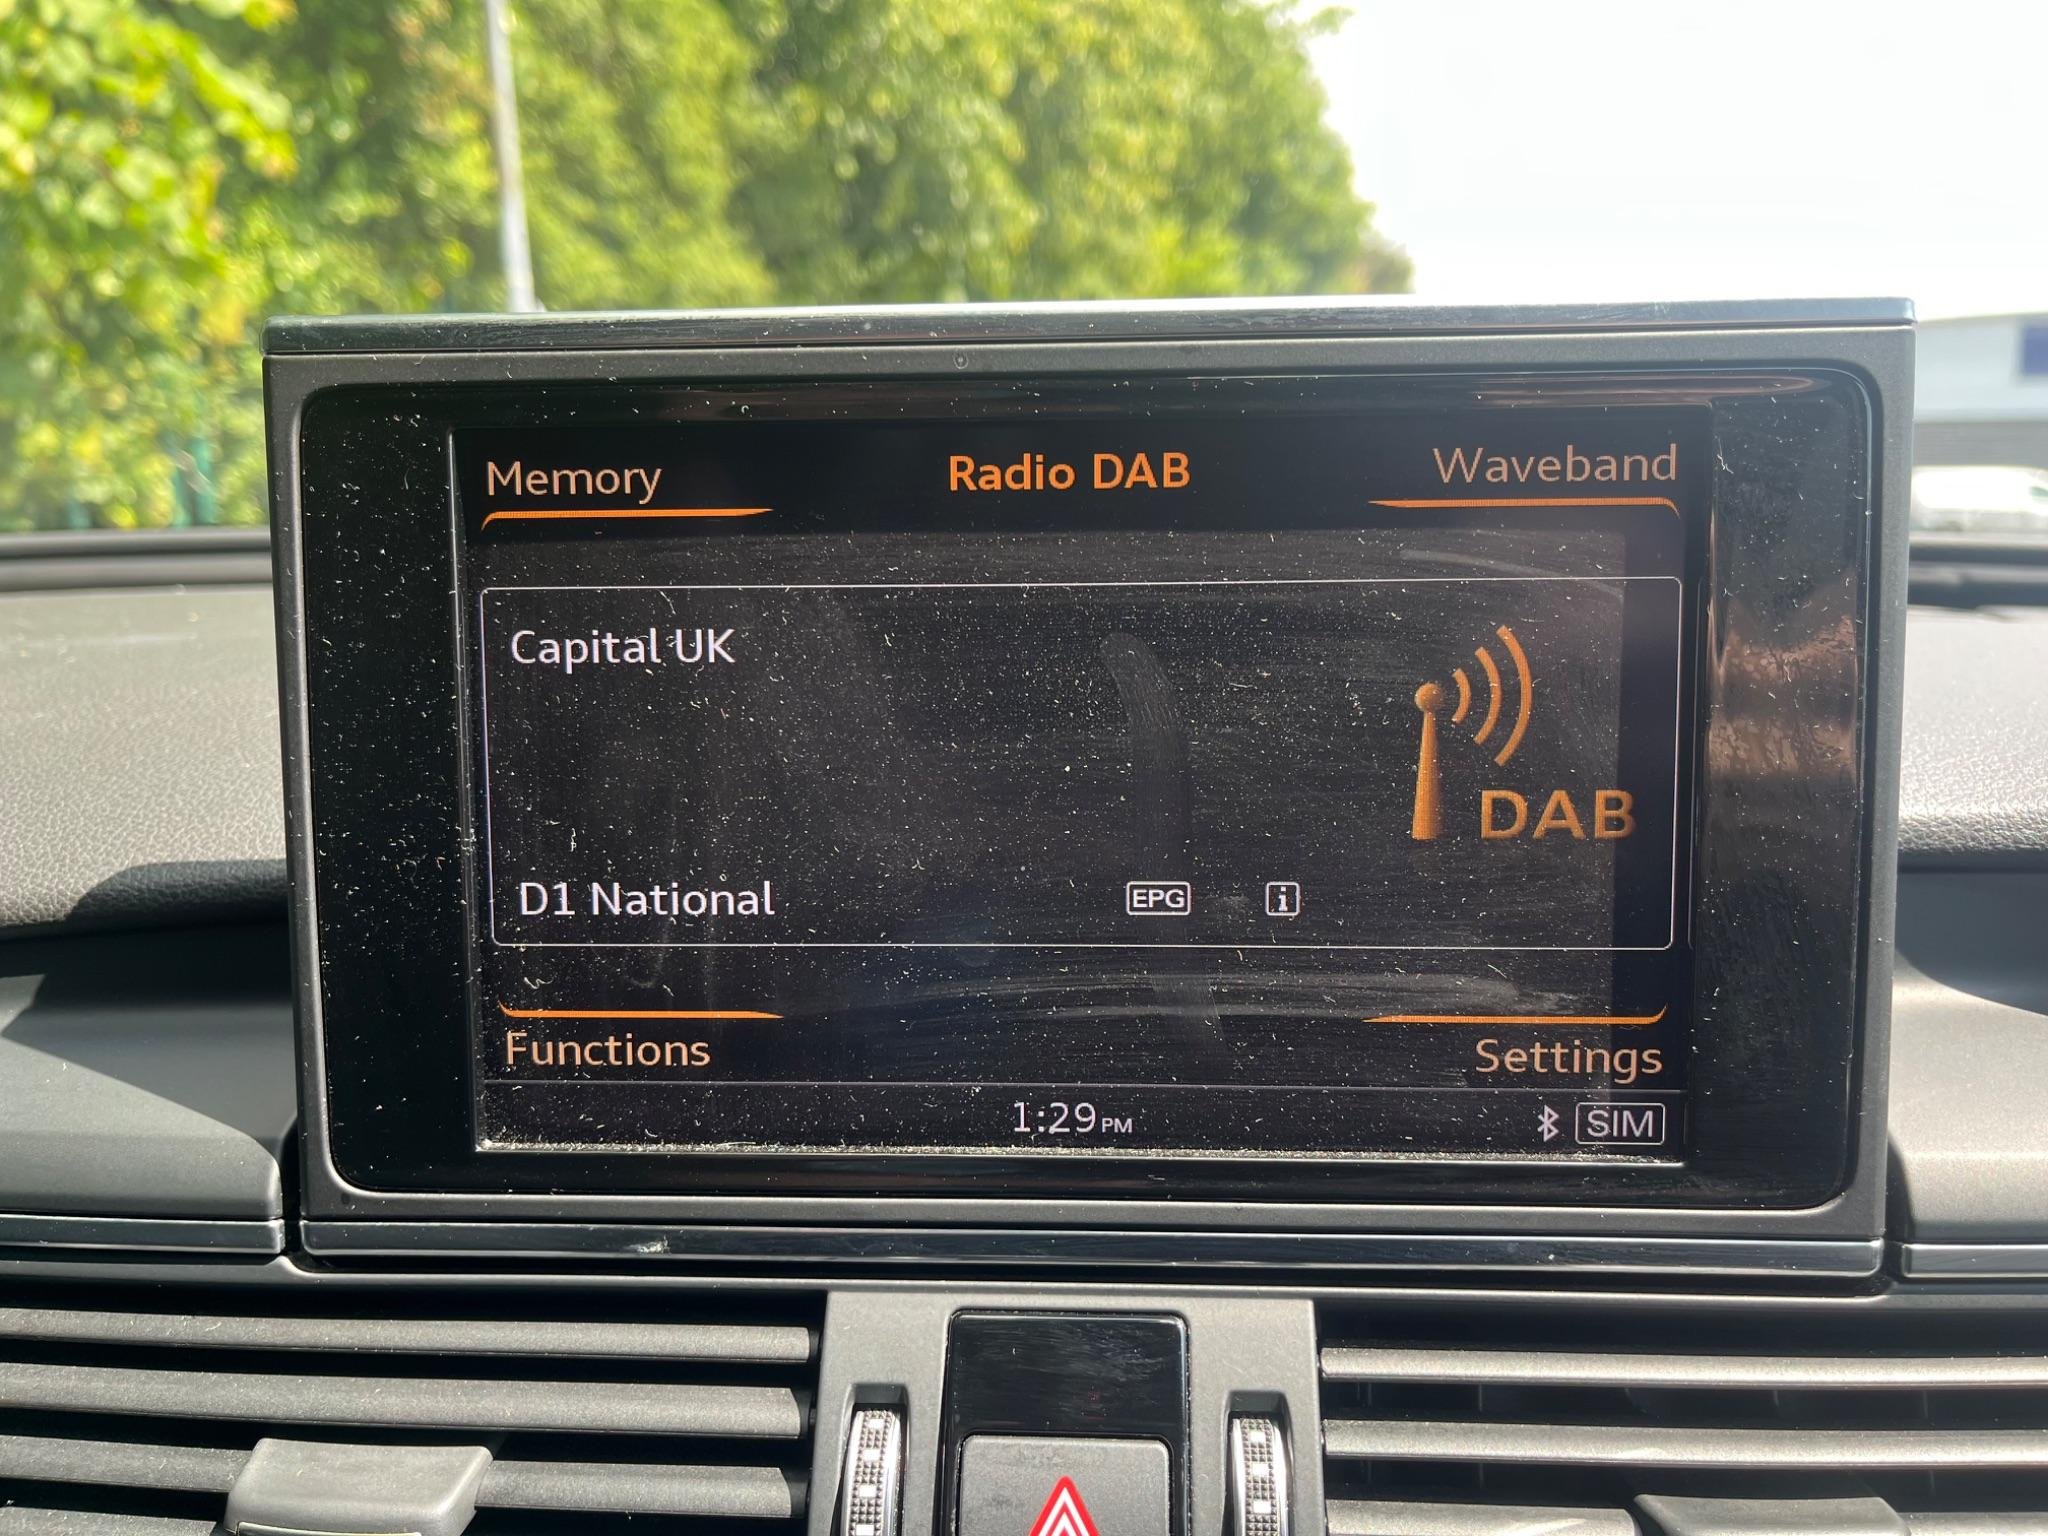 Memory Radio DAB Waveband
Capital UK
DAB
D1 National EPG i
Functions Settings
1:29 PM SIM